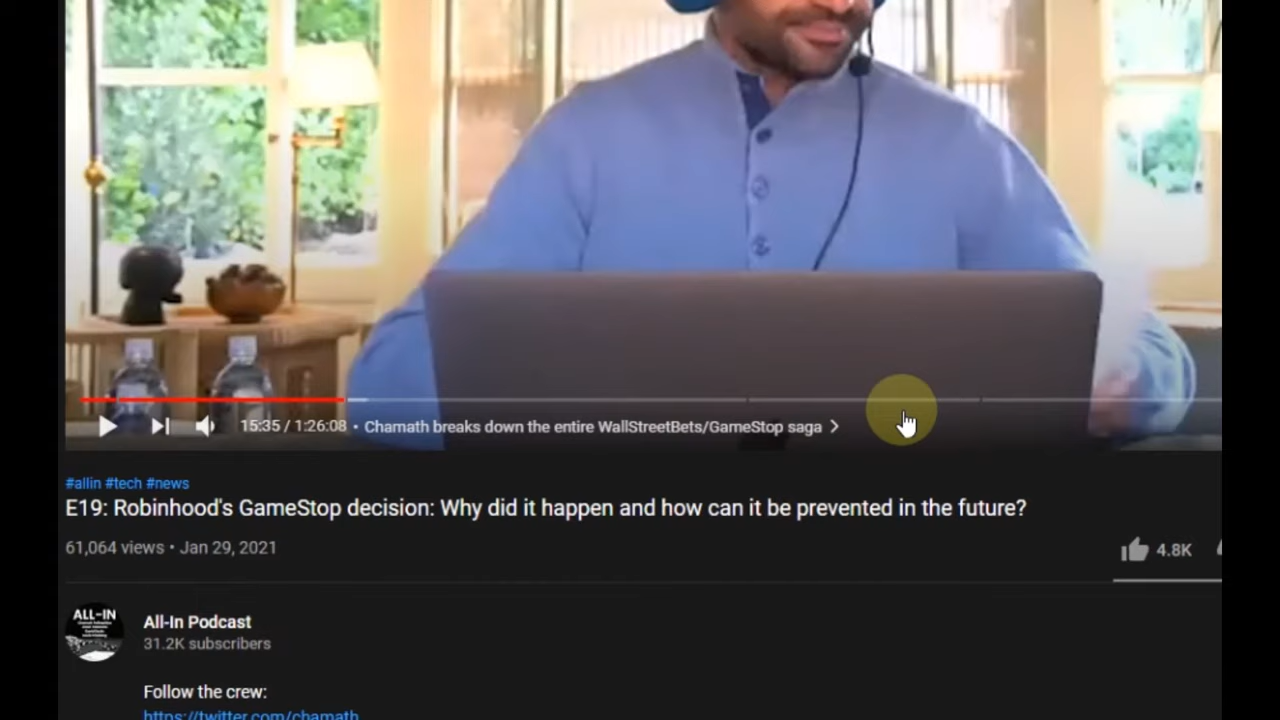 15:35 / 1:26:08 • Chamath breaks down the entire WallStreetBets/GameStop saga
#allin #tech #news
E19: Robinhood's GameStop decision: Why did it happen and how can it be prevented in the future?
61,064 views • Jan 29, 2021
4.8K
ALL-IN
All-In Podcast
31.2K subscribers
Follow the crew:
https://twitter.com/chamath